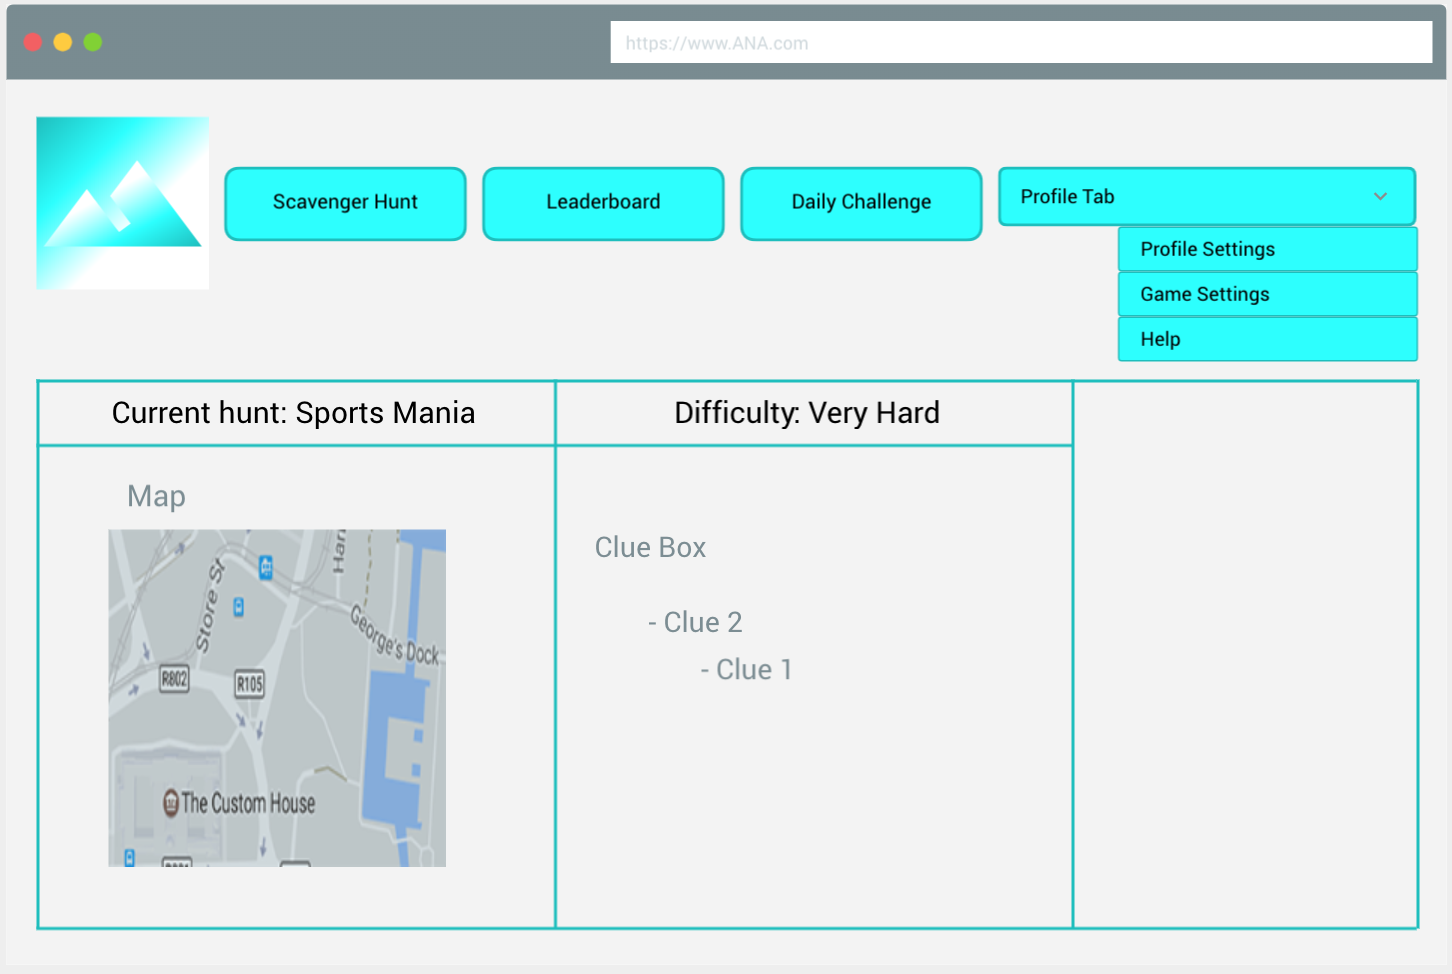 https://www.ANA.com
Scavenger Hunt
Leaderboard
Daily Challenge
Profile Tab
Profile Settings
Game Settings
Help
Current hunt: Sports Mania
Difficulty: Very Hard
Map
Store St
Harb
George's Dock
R802
R105
The Custom House
Clue Box
- Clue 2
- Clue 1